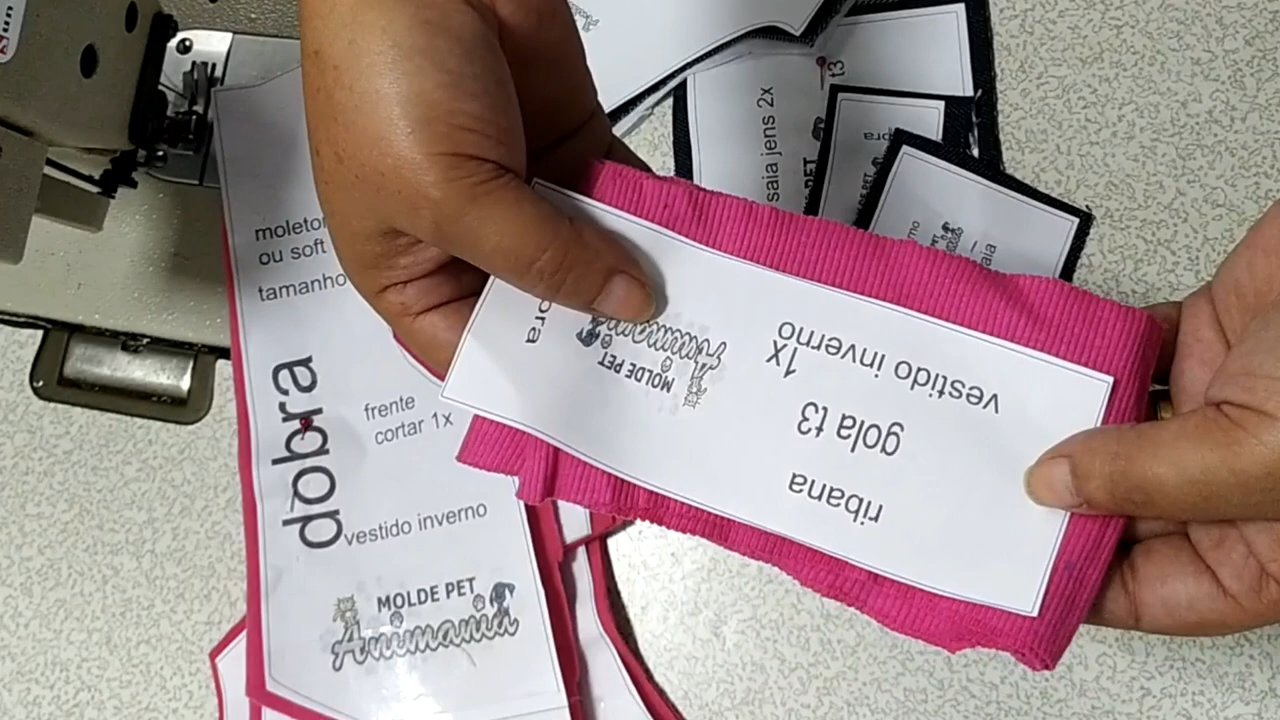 moletom
ou soft
tamanho
dobra
frente
cortar 1x
vestido inverno
MOLDE PET
Animania
ribana
gola t3
1x
vestido inverno
MOLDE PET
Animania
saia jens 2x
t3